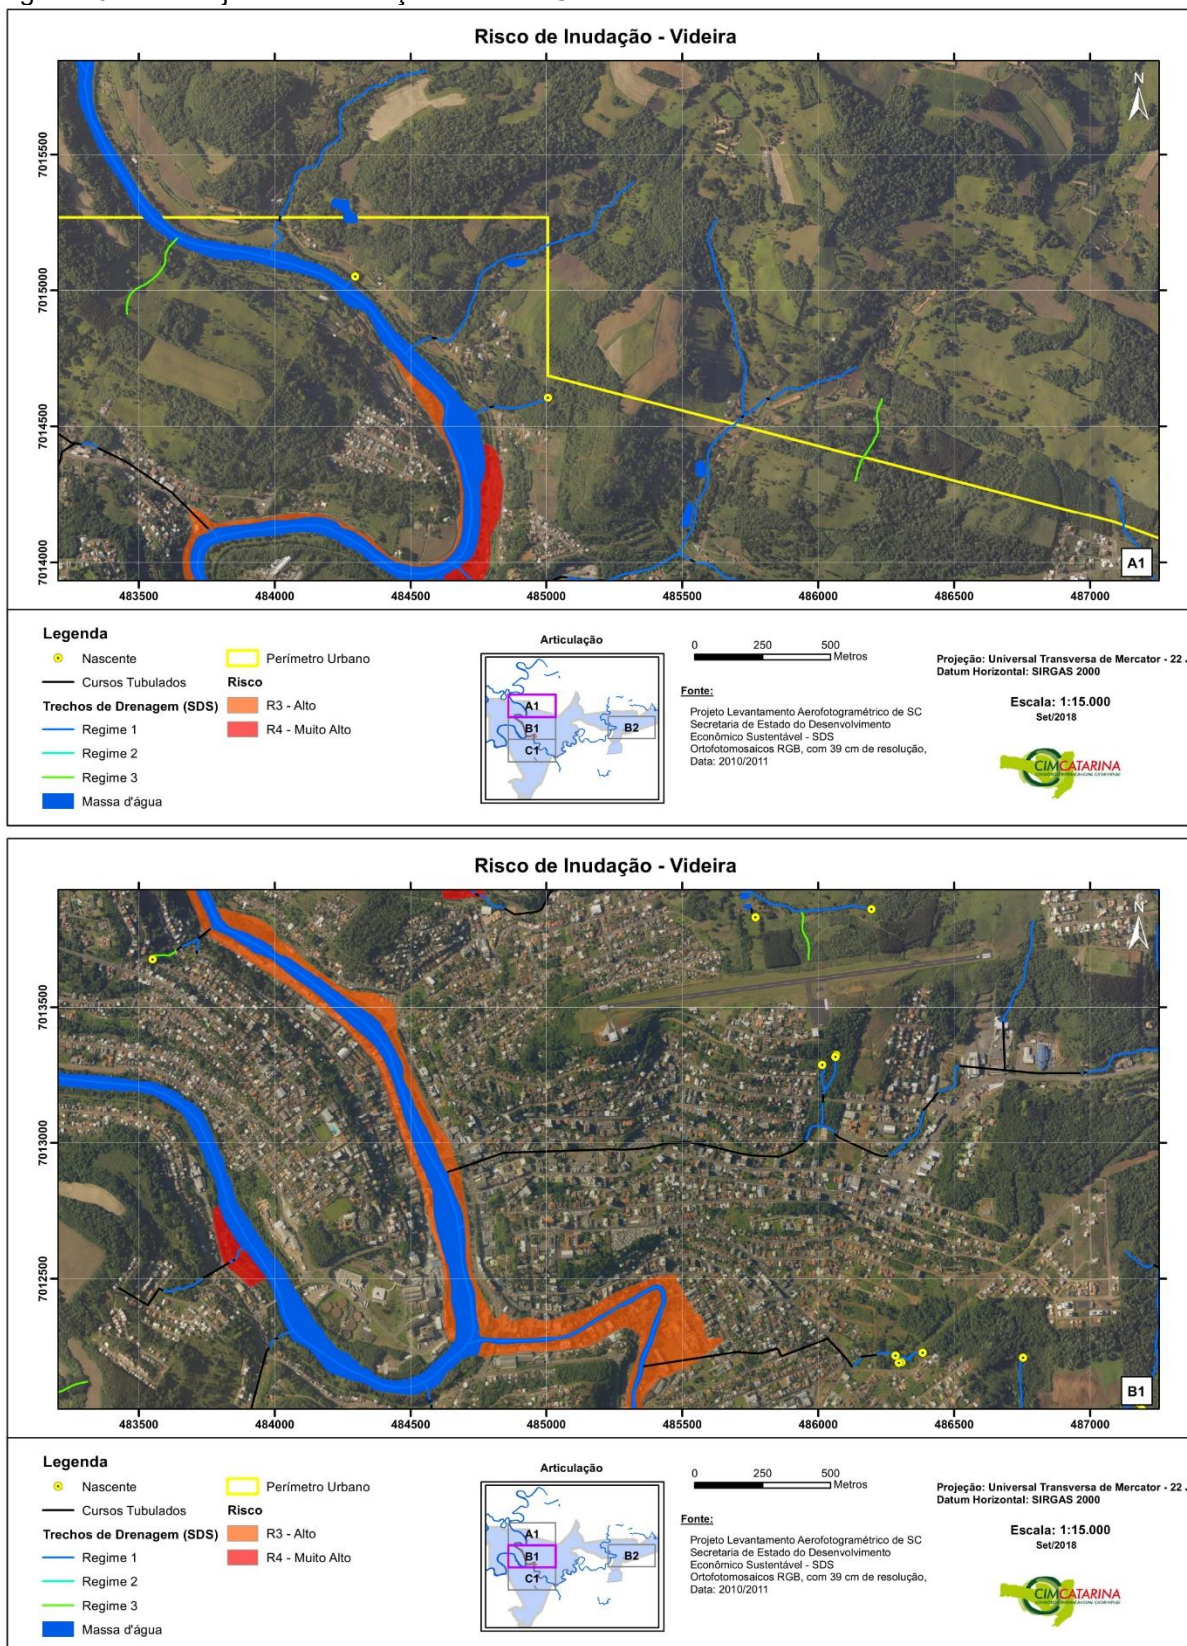 Risco de Inudação - Videira
N
7015500
7015000
7014500
7014000
A1
483500 484000 484500 485000 485500 486000 486500 487000
Legenda
Nascente
Cursos Tubulados
Trechos de Drenagem (SDS)
Regime 1
Regime 2
Regime 3
Massa d'água
Perímetro Urbano
Risco
R3 - Alto
R4 - Muito Alto
Articulação
A1
B1
B2
C1
0 250 500
Metros
Fonte:
Projeto Levantamento Aerofotogramétrico de SC
Secretaria de Estado do Desenvolvimento
Econômico Sustentável - SDS
Ortofotomosaicos RGB, com 39 cm de resolução,
Data: 2010/2011
Projeção: Universal Transversa de Mercator - 22 J
Datum Horizontal: SIRGAS 2000
Escala: 1:15.000
Set/2018
CIMCATARINA
Risco de Inudação - Videira
N
7013500
7013000
7012500
B1
483500 484000 484500 485000 485500 486000 486500 487000
Legenda
Nascente
Cursos Tubulados
Trechos de Drenagem (SDS)
Regime 1
Regime 2
Regime 3
Massa d'água
Perímetro Urbano
Risco
R3 - Alto
R4 - Muito Alto
Articulação
A1
B1
B2
C1
0 250 500
Metros
Fonte:
Projeto Levantamento Aerofotogramétrico de SC
Secretaria de Estado do Desenvolvimento
Econômico Sustentável - SDS
Ortofotomosaicos RGB, com 39 cm de resolução,
Data: 2010/2011
Projeção: Universal Transversa de Mercator - 22 J
Datum Horizontal: SIRGAS 2000
Escala: 1:15.000
Set/2018
CIMCATARINA